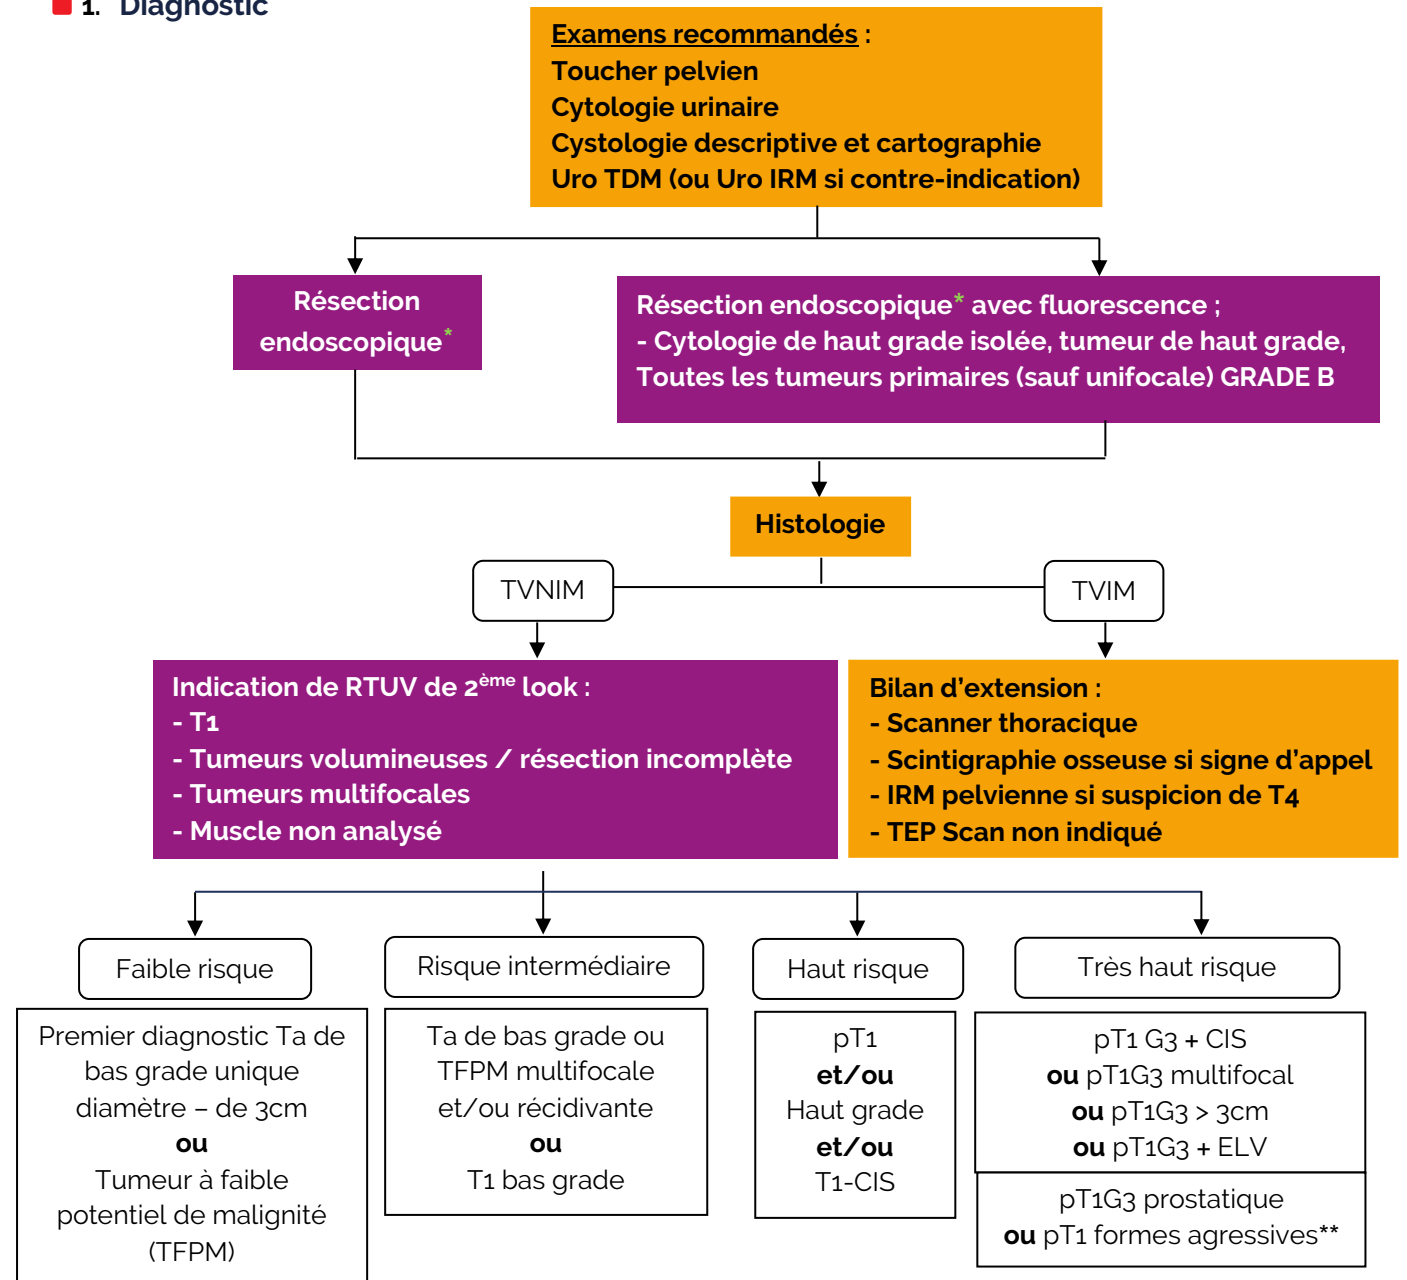 1. Diagnostic
Examens recommandés :
Toucher pelvien
Cytologie urinaire
Cystologie descriptive et cartographie
Uro TDM (ou Uro IRM si contre-indication)
Résection
endoscopique*
Résection endoscopique* avec fluorescence ;
- Cytologie de haut grade isolée, tumeur de haut grade,
Toutes les tumeurs primaires (sauf unifocale) GRADE B
Histologie
TVNIM
TVIM
Indication de RTUV de 2ème look :
- T1
- Tumeurs volumineuses / résection incomplète
- Tumeurs multifocales
- Muscle non analysé
Bilan d’extension :
- Scanner thoracique
- Scintigraphie osseuse si signe d’appel
- IRM pelvienne si suspicion de T4
- TEP Scan non indiqué
Faible risque
Premier diagnostic Ta de
bas grade unique
diamètre – de 3cm
ou
Tumeur à faible
potentiel de malignité
(TFPM)
Risque intermédiaire
Ta de bas grade ou
TFPM multifocale
et/ou récidivante
ou
T1 bas grade
Haut risque
pT1
et/ou
Haut grade
et/ou
T1-CIS
Très haut risque
pT1 G3 + CIS
ou pT1G3 multifocal
ou pT1G3 > 3cm
ou pT1G3 + ELV
pT1G3 prostatique
ou pT1 formes agressives**